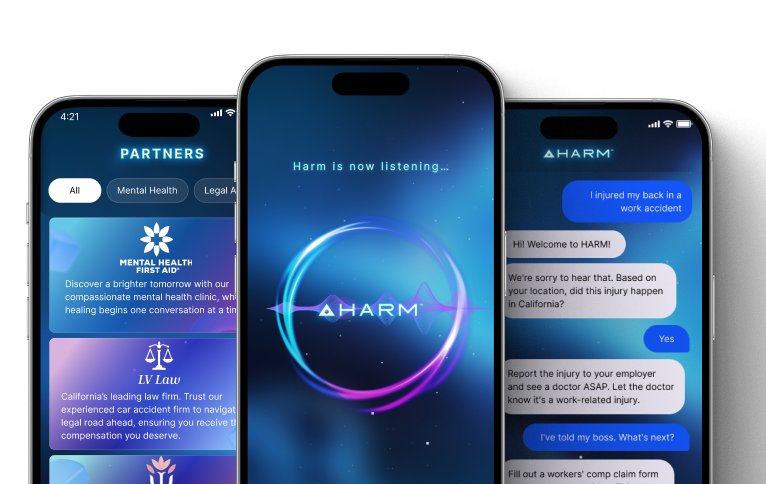 4:21
PARTNERS
All
Mental Health
Legal A
MENTAL HEALTH
FIRST AID®
Discover a brighter tomorrow with our
compassionate mental health clinic,
healing begins one conversation at a
LV Law
California's leading law firm. Trust our
experienced car accident firm to
legal road ahead, ensuring you receive
compensation you deserve.
Harm is now listening...
HARM™
HARM™
I injured my back in a
work accident
Hi! Welcome to HARM!
We're sorry to hear that. Based on
your location, did this injury happen
in California?
Yes
Report the injury to your employer
and see a doctor ASAP. Let the doctor
know it's a work-related injury.
I've told my boss. What's next?
Fill out a workers' comp claim form